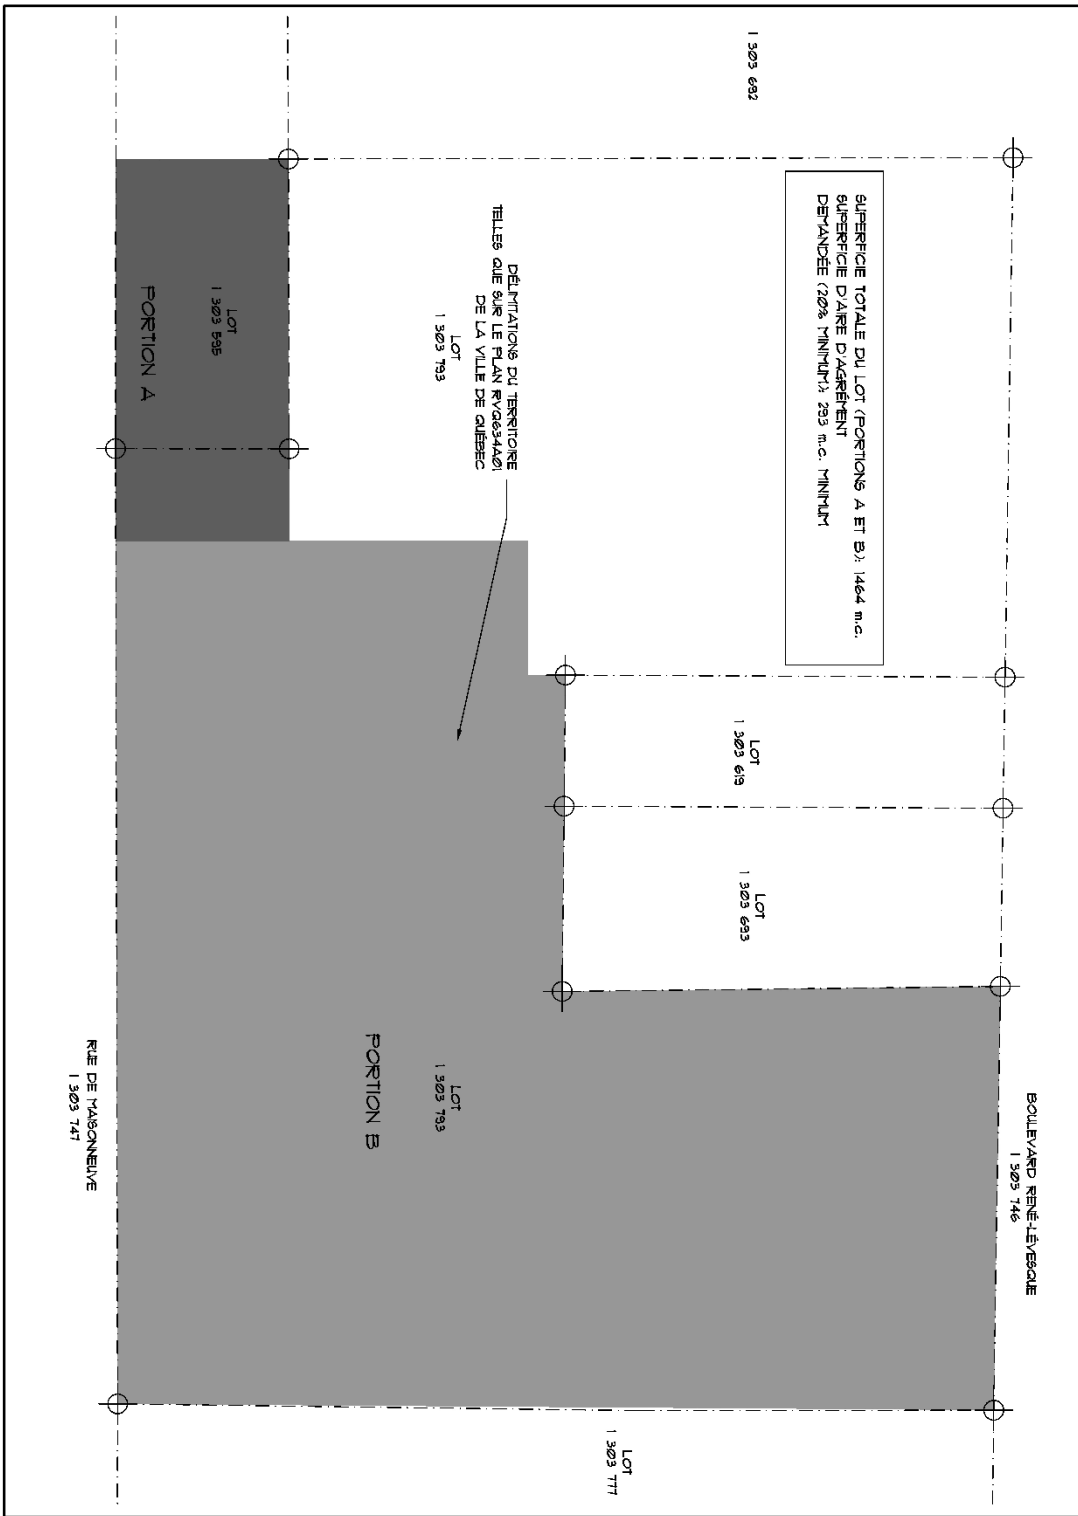 1 303 692
SUPERFICIE TOTALE DU LOT (PORTIONS A ET B): 1464 m.c.
SUPERFICIE D'AIRE D'AGRÉMENT
DEMANDÉE (20% MINIMUM): 293 m.c. MINIMUM
DÉLIMITATIONS DU TERRITOIRE
TELLES QUE SUR LE PLAN RVQ634A01
DE LA VILLE DE QUÉBEC
LOT
1 303 793
LOT
1 303 595
PORTION A
LOT
1 303 619
LOT
1 303 693
BOULEVARD RENÉ-LÉVESQUE
1 303 746
LOT
1 303 793
PORTION B
RUE DE MAISONNEUVE
1 303 747
LOT
1 303 777